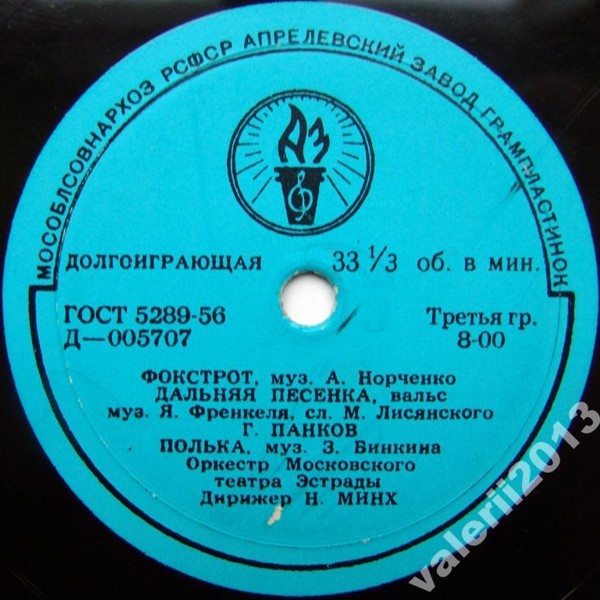 МОСОБЛСОВНАРХОЗ РСФСР АПРЕЛЕВСКИЙ ЗАВОД ГРАМПЛАСТИНОК
АЗ
ДОЛГОИГРАЮЩАЯ 33 1/3 об. в мин.
ГОСТ 5289-56 Третья гр.
Д—005707 8-00
ФОКСТРОТ, муз. А. Норченко
ДАЛЬНЯЯ ПЕСЕНКА, вальс
муз. Я. Френкеля, сл. М. Лисянского
Г. ПАНКОВ
ПОЛЬКА, муз. З. Бинкина
Оркестр Московского
театра Эстрады
Дирижер Н. МИНХ
valerii2013